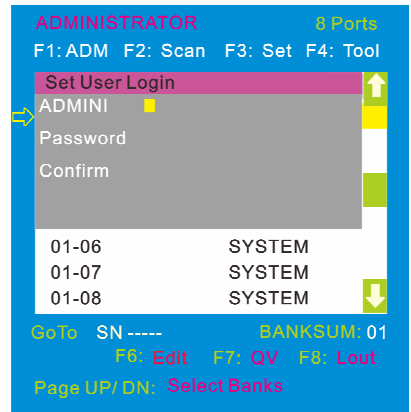 ADMINISTRATOR 8 Ports
F1: ADM F2: Scan F3: Set F4: Tool
Set User Login
ADMINI
Password
Confirm
01-06 SYSTEM
01-07 SYSTEM
01-08 SYSTEM
GoTo SN ----- BANKSUM: 01
F6: Edit F7: QV F8: Lout
Page UP/ DN: Select Banks